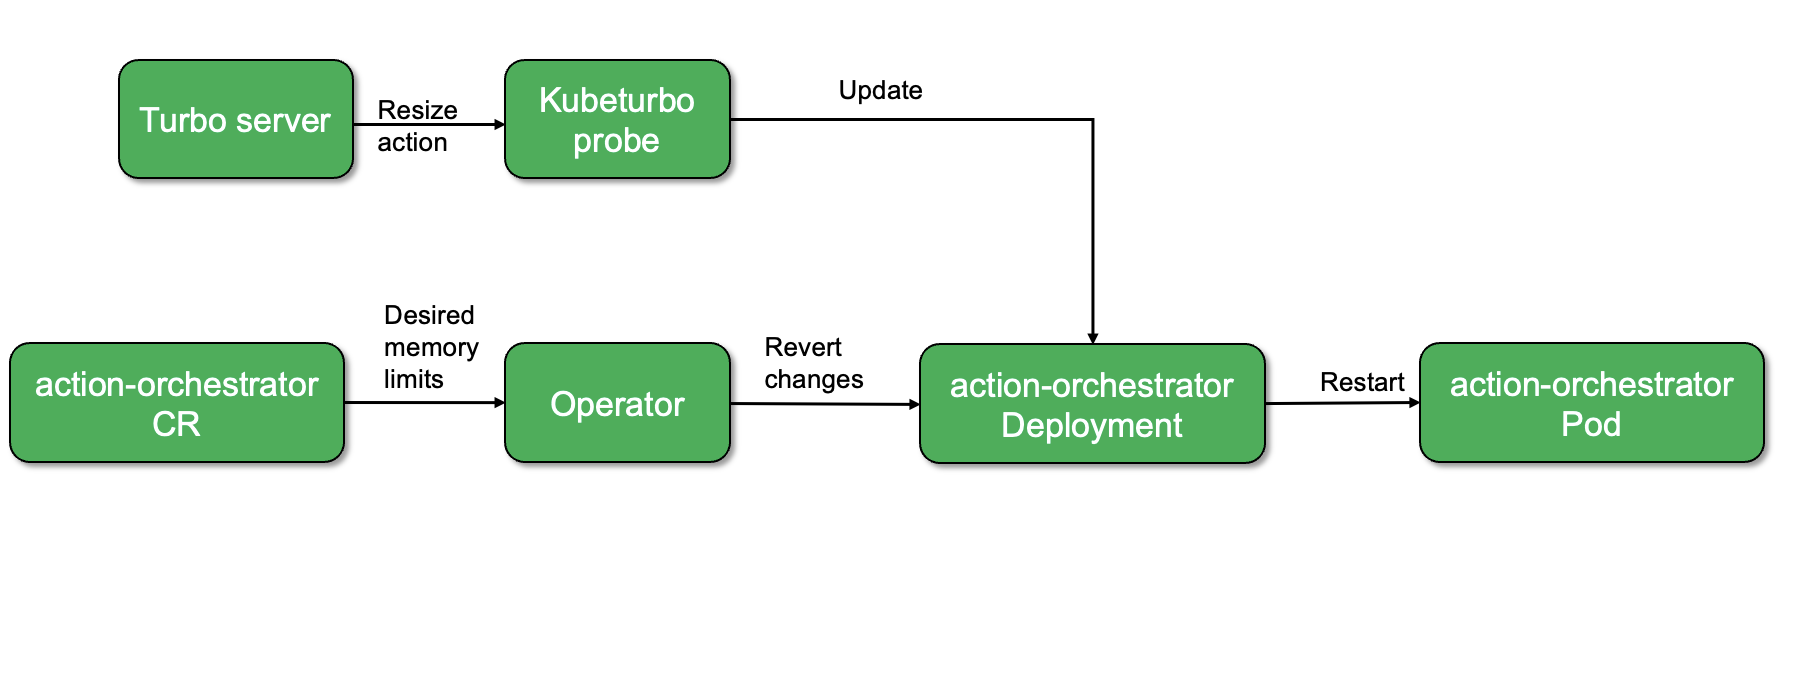 Turbo server
Resize
action
Kubeturbo
probe
Update
action-orchestrator
CR
Desired
memory
limits
Operator
Revert
changes
action-orchestrator
Deployment
Restart
action-orchestrator
Pod